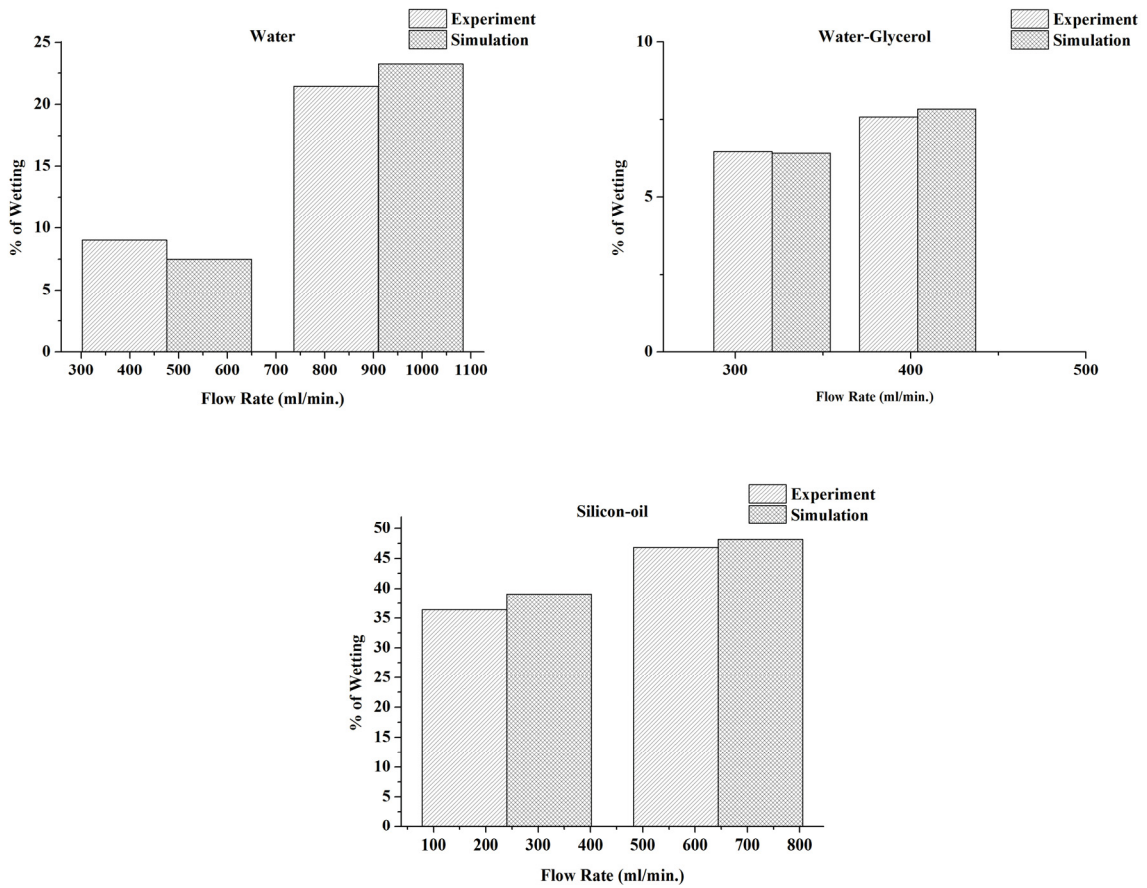 Water
Experiment
Simulation
25
20
15
10
5
0
% of Wetting
300 400 500 600 700 800 900 1000 1100
Flow Rate (ml/min.)
Water-Glycerol
Experiment
Simulation
10
5
0
% of Wetting
300 400 500
Flow Rate (ml/min.)
Silicon-oil
Experiment
Simulation
50
45
40
35
30
25
20
15
10
5
0
% of Wetting
100 200 300 400 500 600 700 800
Flow Rate (ml/min.)